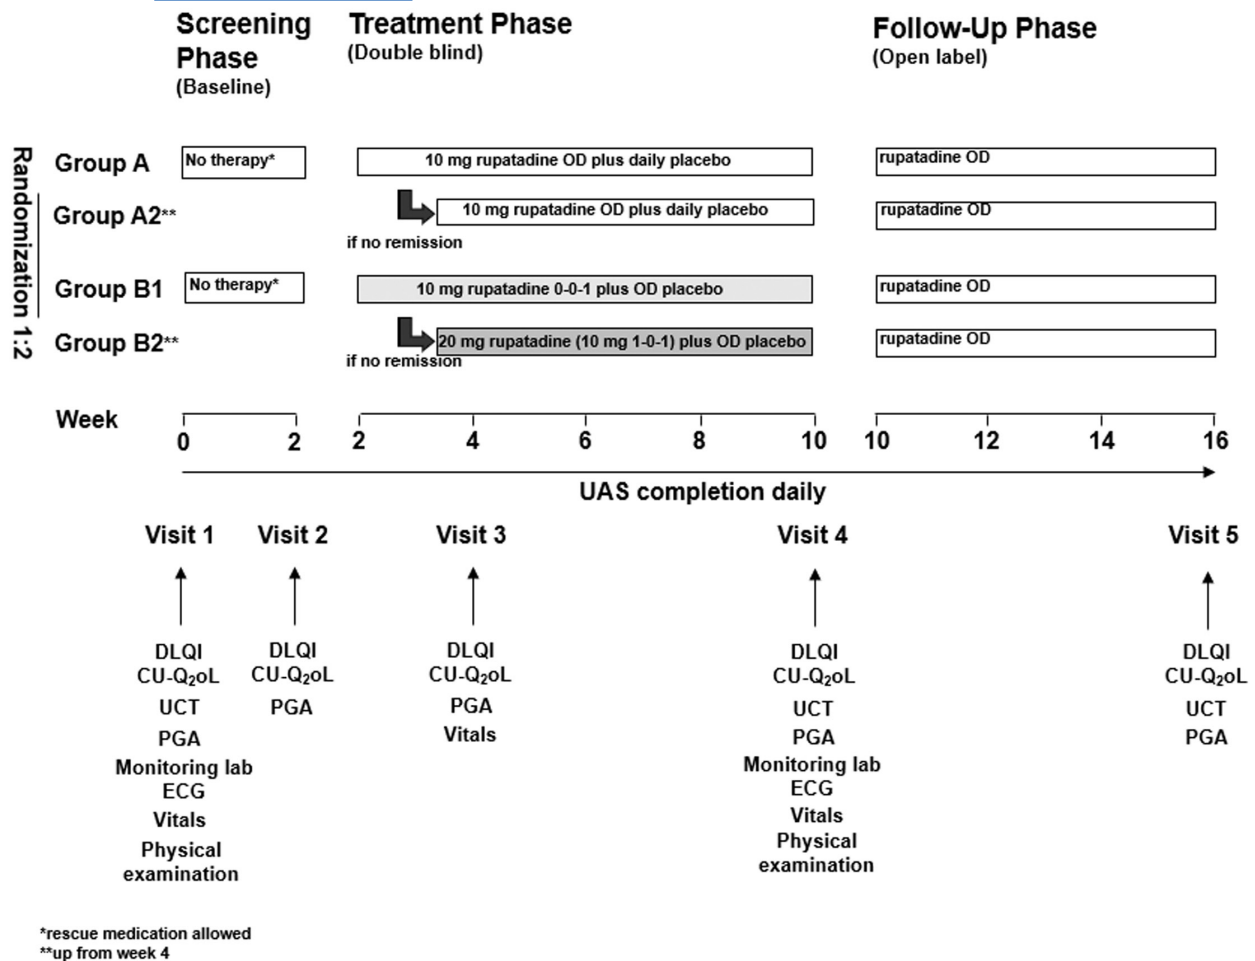 Screening
Phase
(Baseline)
Treatment Phase
(Double blind)
Follow-Up Phase
(Open label)
Randomization 1:2
Group A
No therapy*
10 mg rupatadine OD plus daily placebo
rupatadine OD
Group A2**
10 mg rupatadine OD plus daily placebo
rupatadine OD
if no remission
Group B1
No therapy*
10 mg rupatadine 0-0-1 plus OD placebo
rupatadine OD
Group B2**
20 mg rupatadine (10 mg 1-0-1) plus OD placebo
rupatadine OD
if no remission
Week
0 2 2 4 6 8 10 10 12 14 16
UAS completion daily
Visit 1
DLQI
CU-Q₂oL
UCT
PGA
Monitoring lab
ECG
Vitals
Physical
examination
Visit 2
DLQI
CU-Q₂oL
PGA
Visit 3
DLQI
CU-Q₂oL
PGA
Vitals
Visit 4
DLQI
CU-Q₂oL
UCT
PGA
Monitoring lab
ECG
Vitals
Physical
examination
Visit 5
DLQI
CU-Q₂oL
UCT
PGA
*rescue medication allowed
**up from week 4